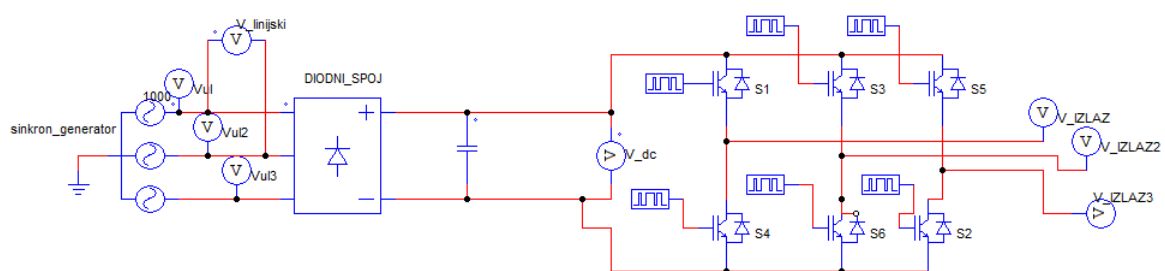 V_linijski
V
Vul
V
1000
DIODNI_SPOJ
sinkron_generator
V
Vul2
V
Vul3
V
V_dc
V
S1
S3
S5
S4
S6
S2
V
V_IZLAZ
V
V_IZLAZ2
V
V_IZLAZ3